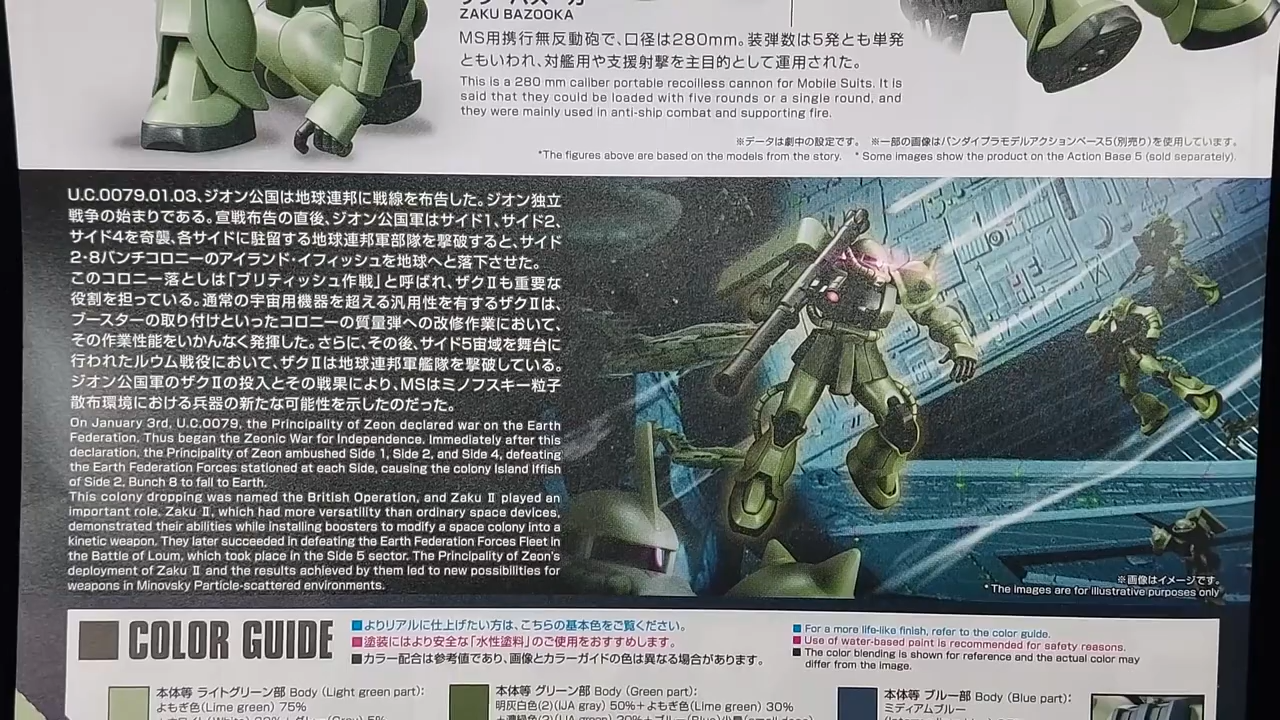 ZAKU BAZOOKA
MS用携行無反動砲で、口径は280mm。装弾数は5発とも単発
ともいわれ、対艦用や支援射撃を主目的として運用された。
This is a 280 mm caliber portable recoilless cannon for Mobile Suits. It is
said that they could be loaded with five rounds or a single round, and
they were mainly used in anti-ship combat and supporting fire.
※データは劇中の設定です。 ※一部の画像はバンダイプラモデルアクションベース5(別売り)を使用しています。
*The figures above are based on the models from the story. * Some images show the product on the Action Base 5 (sold separately).
U.C.0079.01.03、ジオン公国は地球連邦に戦線を布告した。ジオン独立
戦争の始まりである。宣戦布告の直後、ジオン公国軍はサイド1、サイド2、
サイド4を奇襲、各サイドに駐留する地球連邦軍部隊を撃破すると、サイド
2・8バンチコロニーのアイランド・イフィッシュを地球へと落下させた。
このコロニー落としは「ブリティッシュ作戦」と呼ばれ、ザクⅡも重要な
役割を担っている。通常の宇宙用機器を超える汎用性を有するザクⅡは、
ブースターの取り付けといったコロニーの質量弾への改修作業において、
その作業性能をいかんなく発揮した。さらに、その後、サイド5宙域を舞台に
行われたルウム戦役において、ザクⅡは地球連邦軍艦隊を撃破している。
ジオン公国軍のザクⅡの投入とその戦果により、MSはミノフスキー粒子
散布環境における兵器の新たな可能性を示したのだった。
On January 3rd, U.C.0079, the Principality of Zeon declared war on the Earth
Federation. Thus began the Zeonic War for Independence. Immediately after this
declaration, the Principality of Zeon ambushed Side 1, Side 2, and Side 4, defeating
the Earth Federation Forces stationed at each Side, causing the colony Island Iffish
of Side 2, Bunch 8 to fall to Earth.
This colony dropping was named the British Operation, and Zaku Ⅱ played an
important role. Zaku Ⅱ, which had more versatility than ordinary space devices,
demonstrated their abilities while installing boosters to modify a space colony into a
kinetic weapon. They later succeeded in defeating the Earth Federation Forces Fleet in
the Battle of Loum, which took place in the Side 5 sector. The Principality of Zeon's
deployment of Zaku Ⅱ and the results achieved by them led to new possibilities for
weapons in Minovsky Particle-scattered environments.
※画像はイメージです。
* The images are for illustrative purposes only
COLOR GUIDE
■よりリアルに仕上げたい方は、こちらの基本色をご覧ください。
■塗装にはより安全な「水性塗料」のご使用をおすすめします。
■カラー配合は参考値であり、画像とカラーガイドの色は異なる場合があります。
■ For a more life-like finish, refer to the color guide.
■ Use of water-based paint is recommended for safety reasons.
■ The color blending is shown for reference and the actual color may
differ from the image.
本体等 ライトグリーン部 Body (Light green part):
よもぎ色(Lime green) 75%
本体等 グリーン部 Body (Green part):
明灰白色(2)(IJA gray) 50%+よもぎ色(Lime green) 30%
本体等 ブルー部 Body (Blue part):
ミディアムブルー